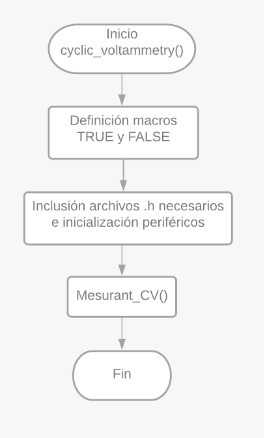 Inicio
cyclic_voltammetry()
Definición macros
TRUE y FALSE
Inclusión archivos .h necesarios
e inicialización periféricos
Mesurant_CV()
Fin